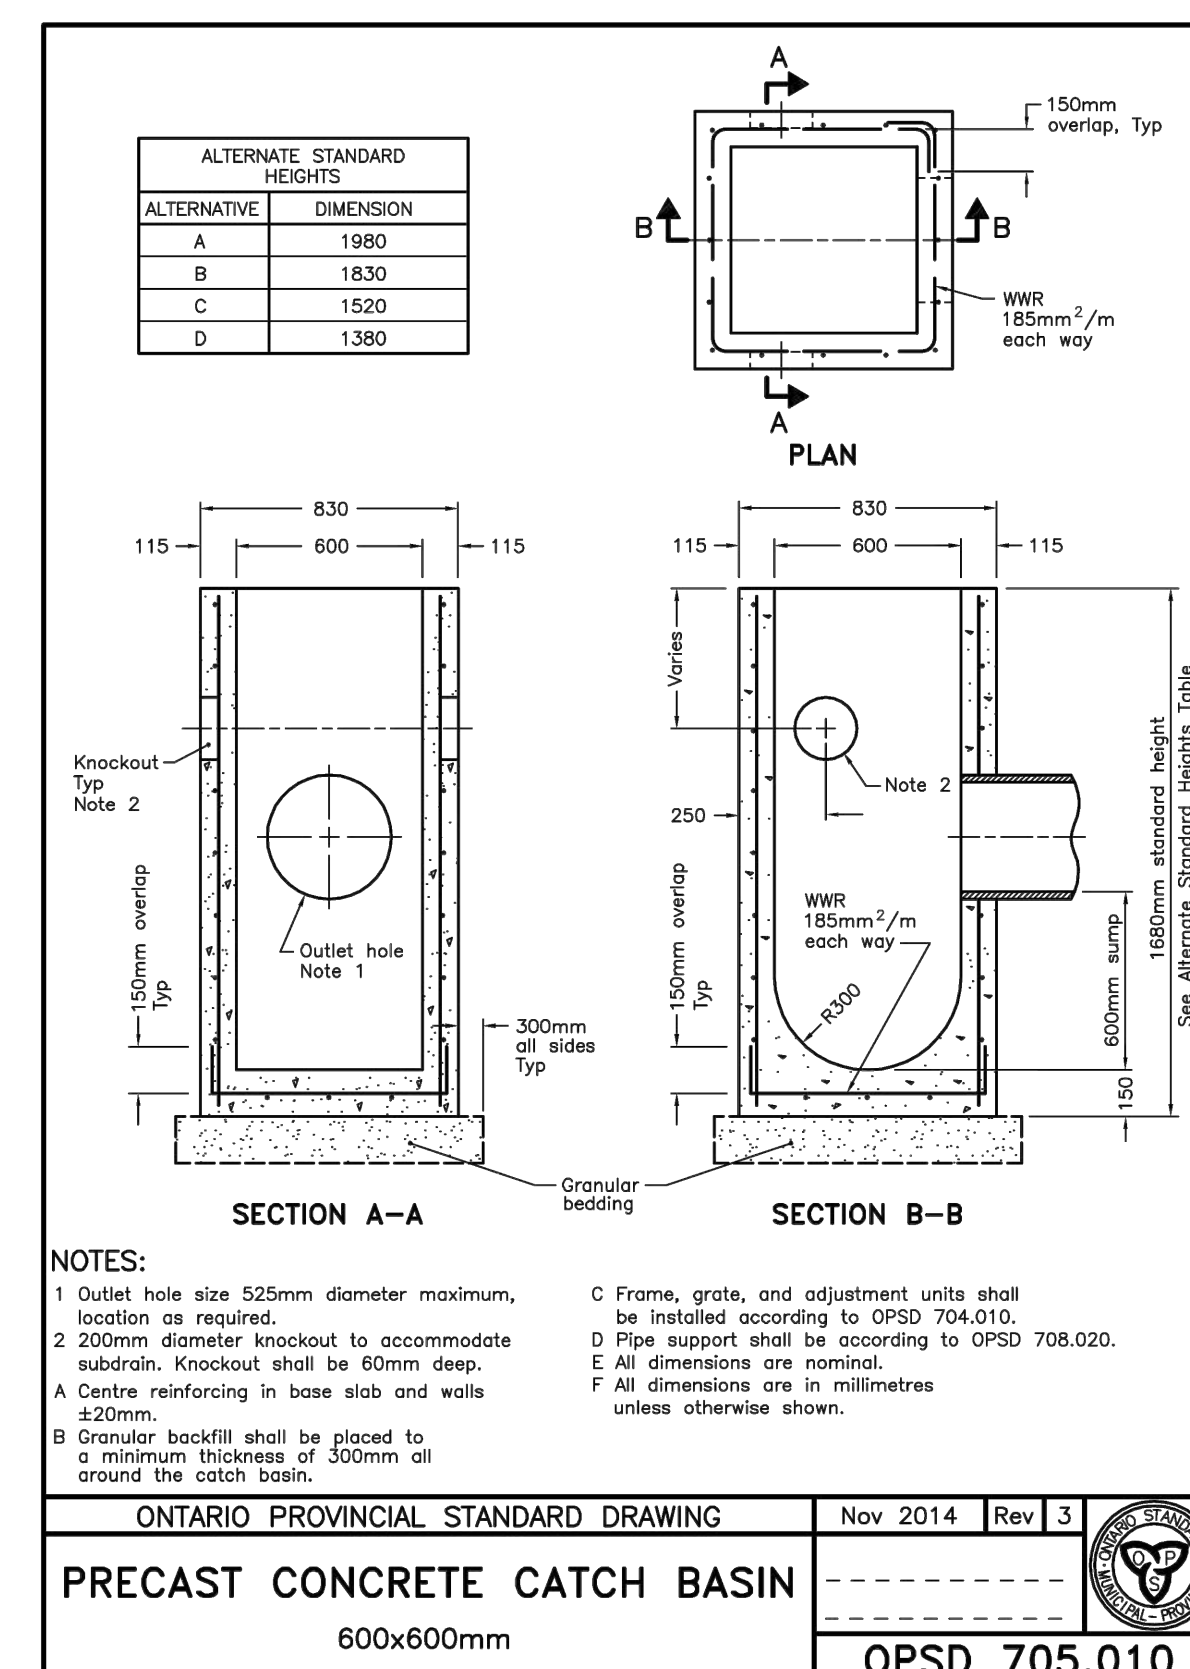 A
150mm
overlap, Typ
ALTERNATE STANDARD
HEIGHTS
ALTERNATIVE DIMENSION
A 1980
B 1830
C 1520
D 1380
B
B
WWR
185mm²/m
each way
A
PLAN
830
115 600 115
830
115 600 115
Varies
Knockout
Typ
Note 2
Note 2
250
150mm overlap
Typ
Outlet hole
Note 1
150mm overlap
Typ
WWR
185mm²/m
each way
R300
600mm sump
150
1680mm standard height
See Alternate Standard Heights Table
300mm
all sides
Typ
Granular
bedding
SECTION A-A
SECTION B-B
NOTES:
1 Outlet hole size 525mm diameter maximum,
location as required.
2 200mm diameter knockout to accommodate
subdrain. Knockout shall be 60mm deep.
A Centre reinforcing in base slab and walls
±20mm.
B Granular backfill shall be placed to
a minimum thickness of 300mm all
around the catch basin.
C Frame, grate, and adjustment units shall
be installed according to OPSD 704.010.
D Pipe support shall be according to OPSD 708.020.
E All dimensions are nominal.
F All dimensions are in millimetres
unless otherwise shown.
ONTARIO PROVINCIAL STANDARD DRAWING
Nov 2014 Rev 3
PRECAST CONCRETE CATCH BASIN
600x600mm
OPS
OPSD 705.010